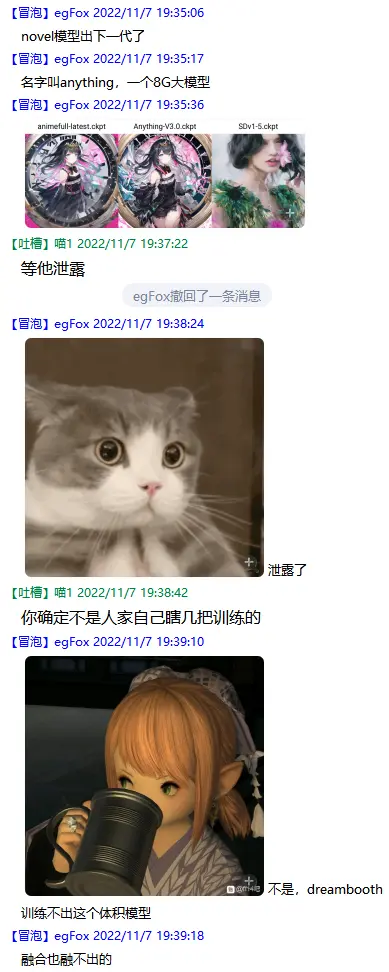 【冒泡】egFox 2022/11/7 19:35:06
novel模型出下一代了
【冒泡】egFox 2022/11/7 19:35:17
名字叫anything，一个8G大模型
【冒泡】egFox 2022/11/7 19:35:36
animefull-latest.ckpt Anything-V3.0.ckpt SDv1-5.ckpt
【吐槽】喵1 2022/11/7 19:37:22
等他泄露
egFox撤回了一条消息
【冒泡】egFox 2022/11/7 19:38:24
泄露了
【吐槽】喵1 2022/11/7 19:38:42
你确定不是人家自己瞎几把训练的
【冒泡】egFox 2022/11/7 19:39:10
不是，dreambooth
训练不出这个体积模型
【冒泡】egFox 2022/11/7 19:39:18
融合也融不出的